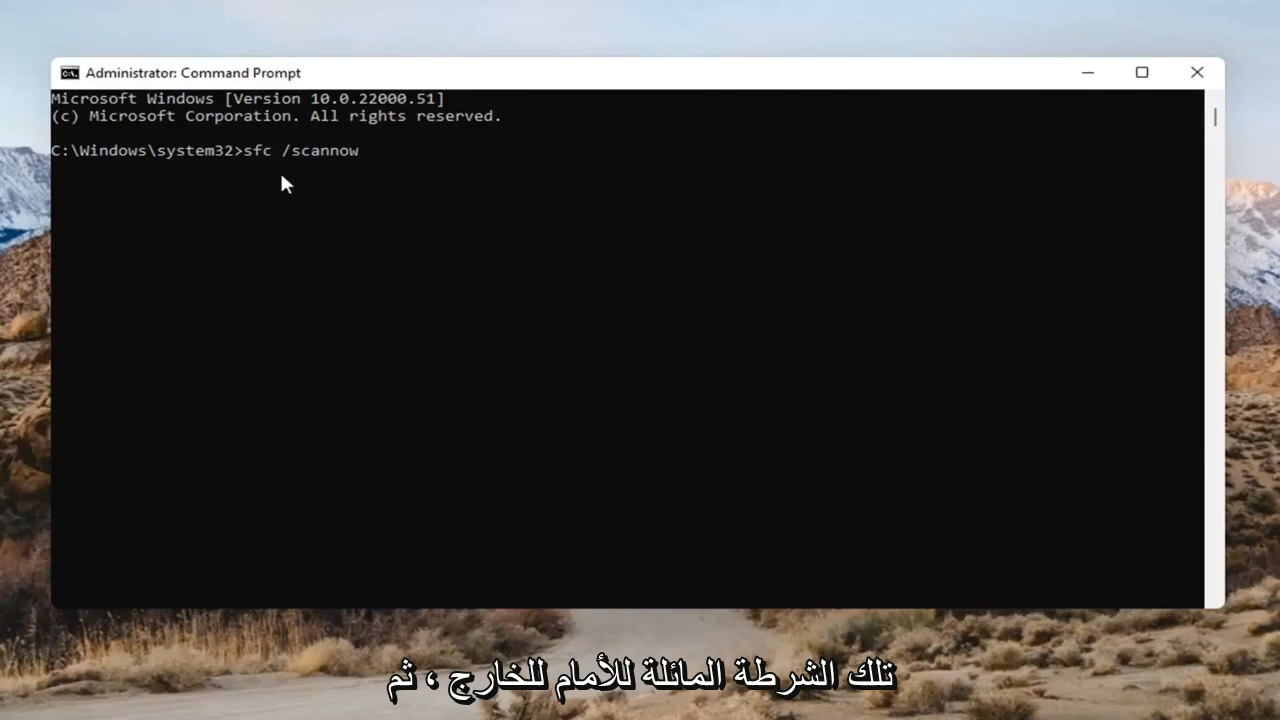 Administrator: Command Prompt
Microsoft Windows [Version 10.0.22000.51]
(c) Microsoft Corporation. All rights reserved.
C:\Windows\system32>sfc /scannow
تلك الشرطة المائلة للأمام للخارج ، ثم